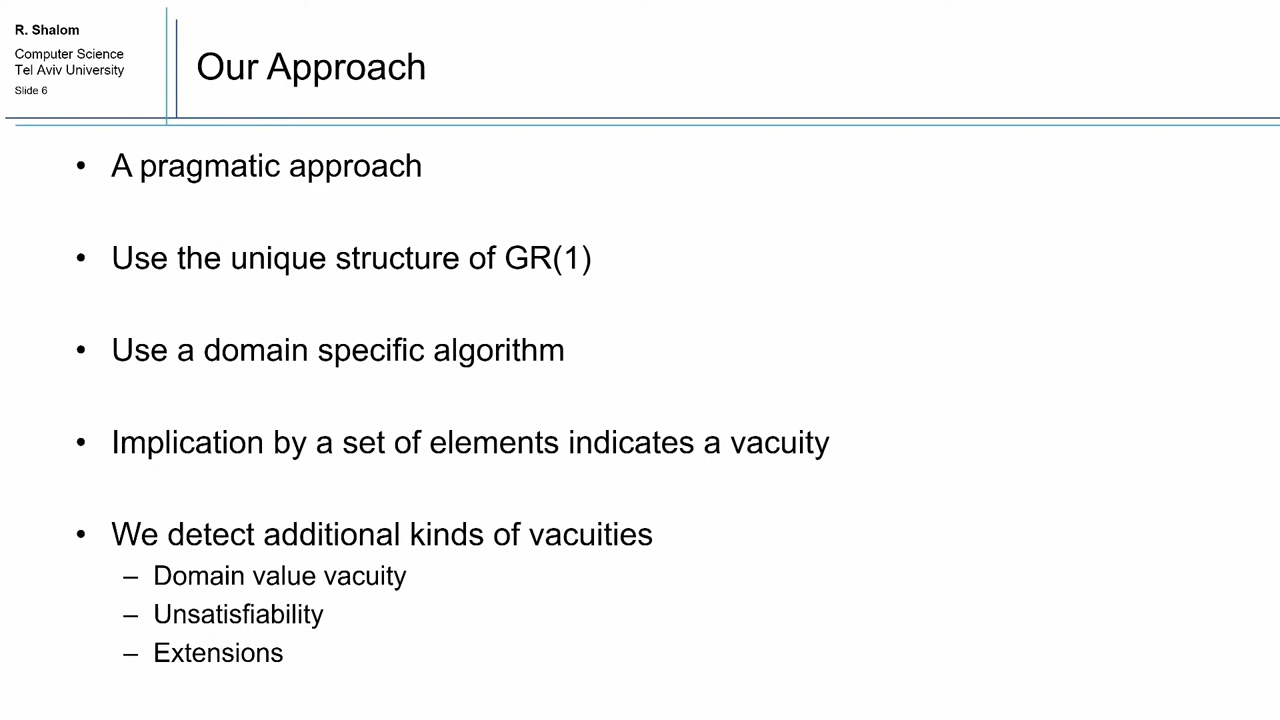 R. Shalom
Computer Science
Tel Aviv University
Slide 6
Our Approach
• A pragmatic approach
• Use the unique structure of GR(1)
• Use a domain specific algorithm
• Implication by a set of elements indicates a vacuity
• We detect additional kinds of vacuities
– Domain value vacuity
– Unsatisfiability
– Extensions